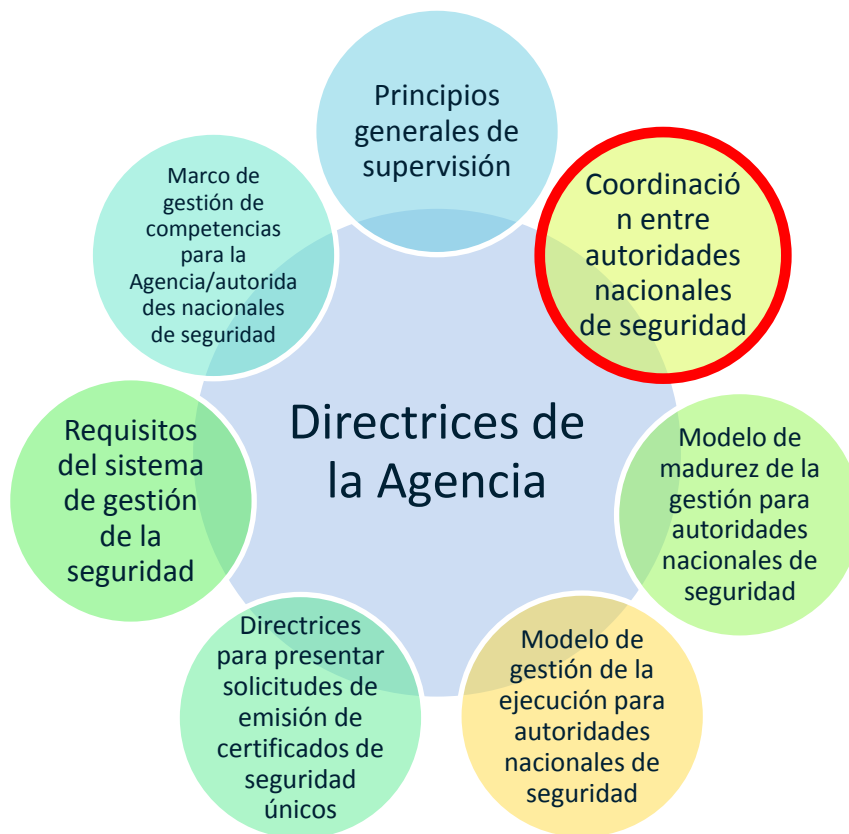 Principios
generales de
supervisión
Coordinació
n entre
autoridades
nacionales
de seguridad
Modelo de
madurez de la
gestión para
autoridades
nacionales de
seguridad
Modelo de
gestión de la
ejecución para
autoridades
nacionales de
seguridad
Directrices
para presentar
solicitudes de
emisión de
certificados de
seguridad
únicos
Requisitos
del sistema
de gestión
de la
seguridad
Marco de
gestión de
competencias
para la
Agencia/autorida
des nacionales
de seguridad
Directrices de
la Agencia